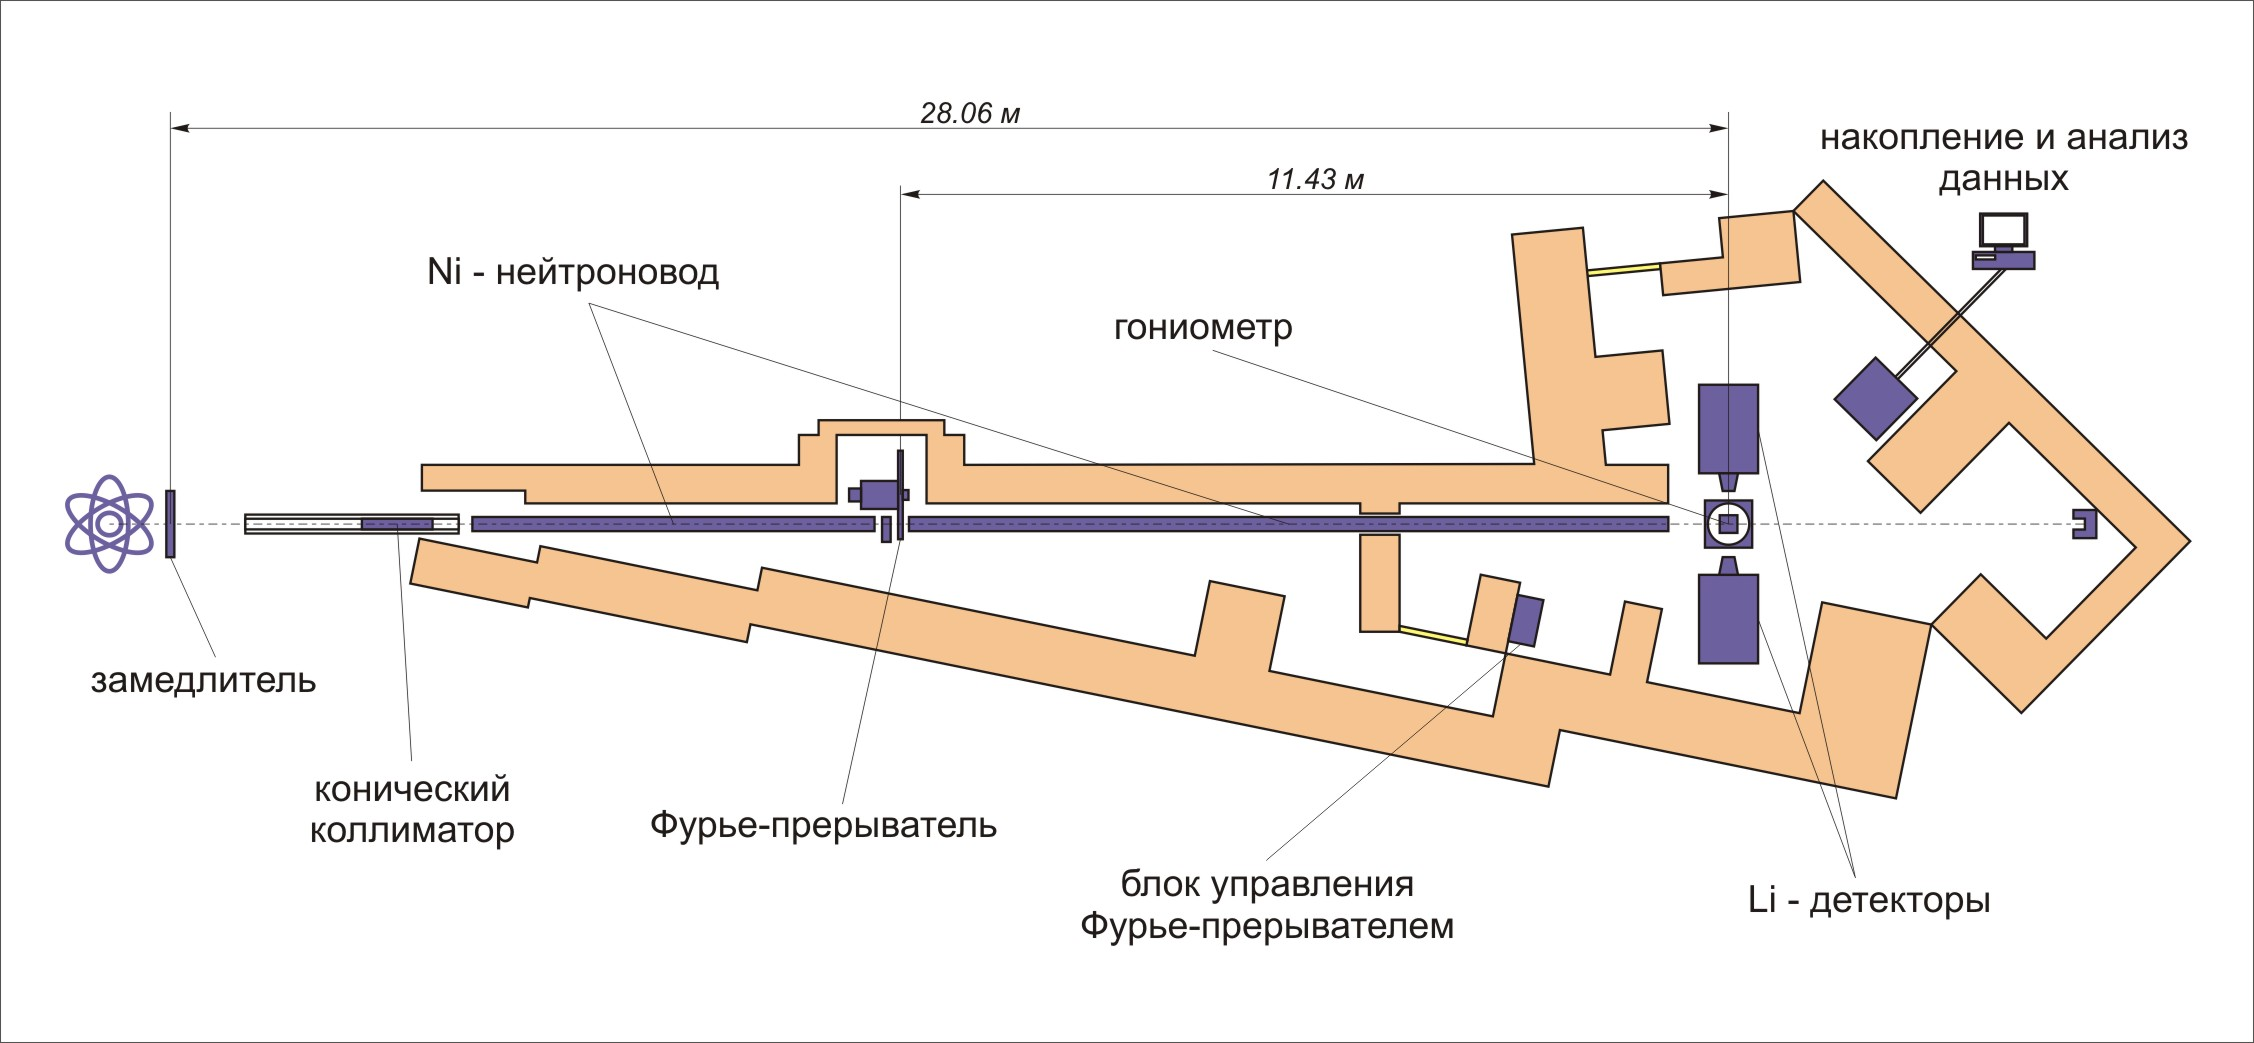 28.06 м
11.43 м
накопление и анализ
данных
Ni - нейтроновод
гониометр
замедлитель
конический
коллиматор
Фурье-прерыватель
блок управления
Фурье-прерывателем
Li - детекторы